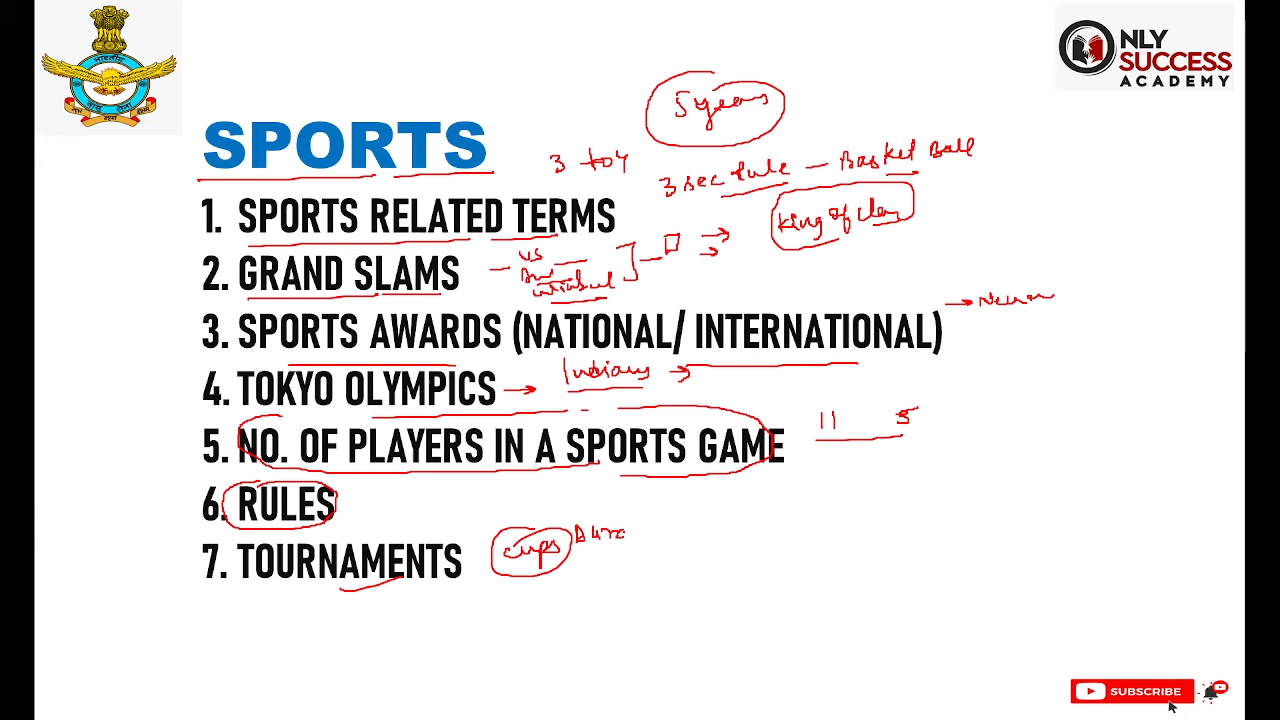 NLY
SUCCESS
ACADEMY
5 years
SPORTS
3 to 4
3 sec rule - Basket Ball
1. SPORTS RELATED TERMS
King of clay
2. GRAND SLAMS
US
3. SPORTS AWARDS (NATIONAL/ INTERNATIONAL)
4. TOKYO OLYMPICS
Indians
5. NO. OF PLAYERS IN A SPORTS GAME
11 5
6. RULES
7. TOURNAMENTS
cups
SUBSCRIBE